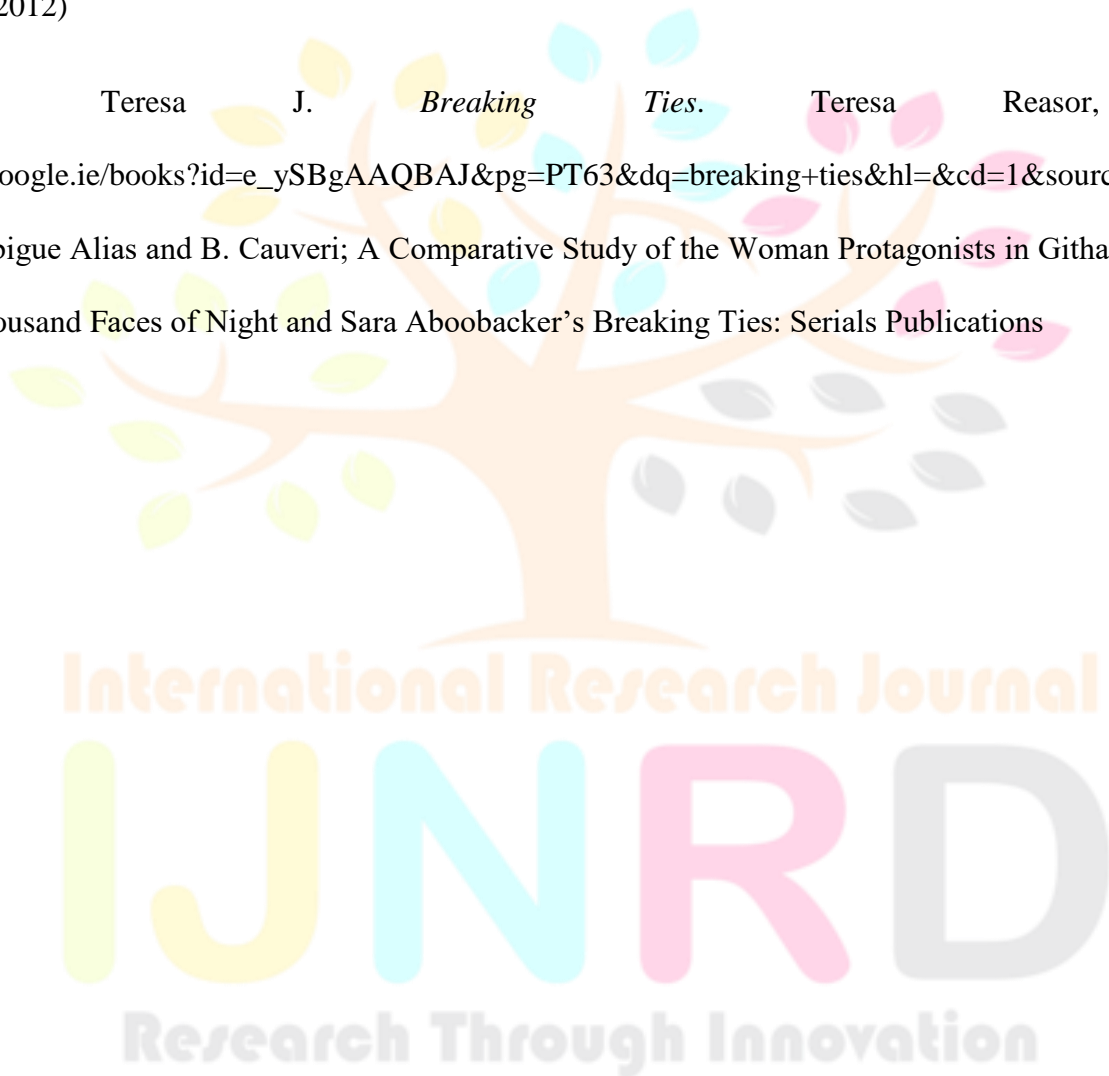 2012)
Teresa J. Breaking Ties. Teresa Reasor,
oogle.ie/books?id=e_ySBgAAQBAJ&pg=PT63&dq=breaking+ties&hl=&cd=1&sourc
bigue Alias and B. Cauveri; A Comparative Study of the Woman Protagonists in Githa
ousand Faces of Night and Sara Aboobacker’s Breaking Ties: Serials Publications
International Research Journal
IJNRD
Research Through Innovation